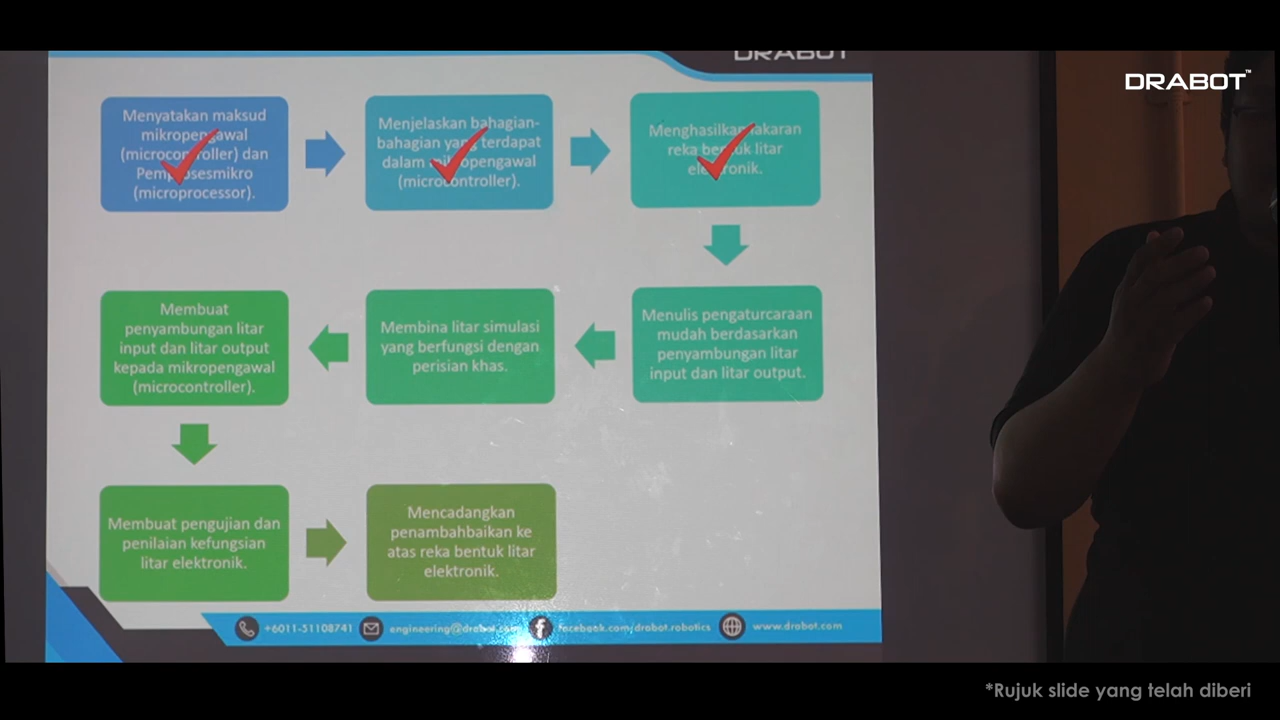 DRABOT
DRABOT™
Menyatakan maksud
mikropengawal
(microcontroller) dan
Pemprosesmikro
(microprocessor).
Menjelaskan bahagian-
bahagian yang terdapat
dalam mikropengawal
(microcontroller).
Menghasilkan lakaran
reka bentuk litar
elektronik.
Menulis pengaturcaraan
mudah berdasarkan
penyambungan litar
input dan litar output.
Membina litar simulasi
yang berfungsi dengan
perisian khas.
Membuat
penyambungan litar
input dan litar output
kepada mikropengawal
(microcontroller).
Membuat pengujian dan
penilaian kefungsian
litar elektronik.
Mencadangkan
penambahbaikan ke
atas reka bentuk litar
elektronik.
+6011-51108741 engineering@drabot.com facebook.com/drabot.robotics www.drabot.com
*Rujuk slide yang telah diberi